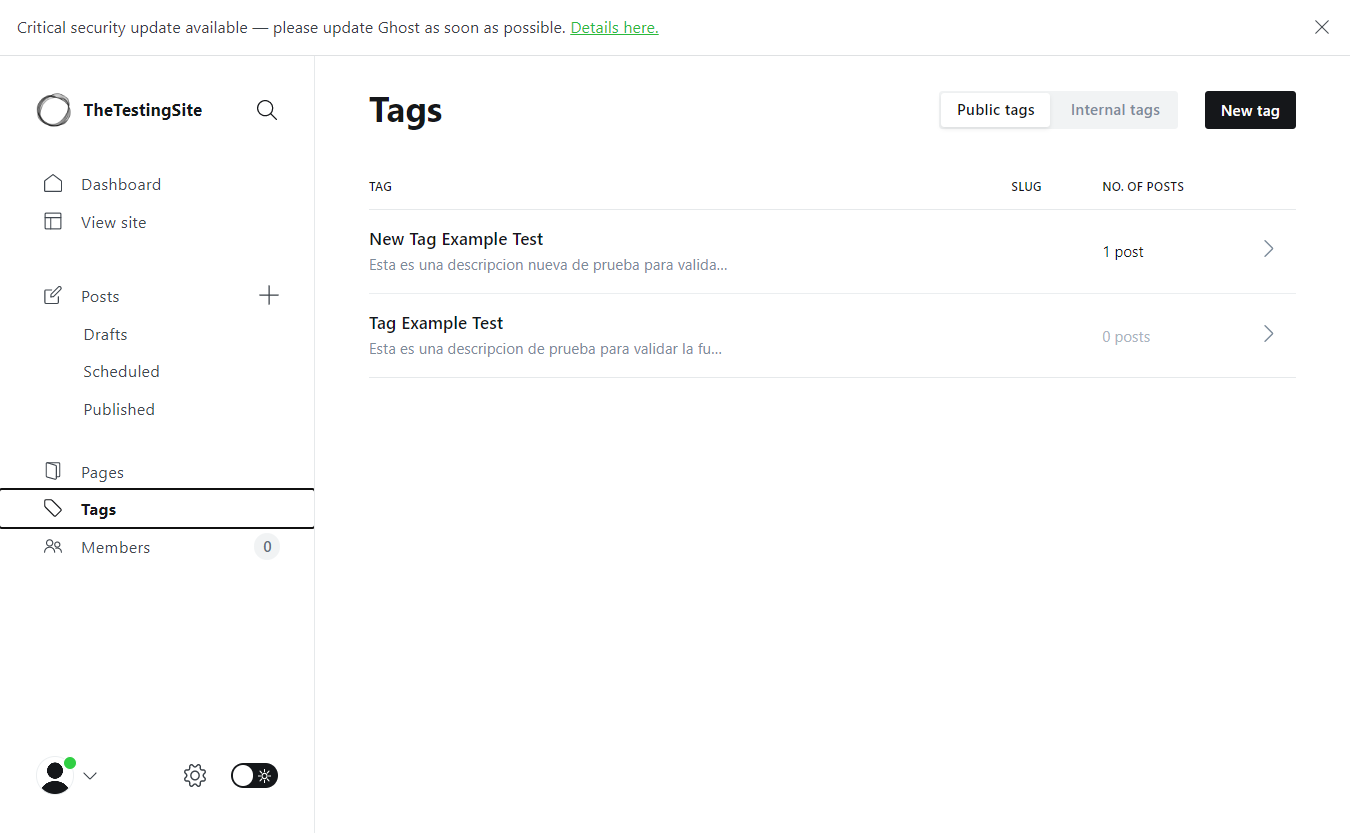 Critical security update available — please update Ghost as soon as possible. Details here.
TheTestingSite
Dashboard
View site
Posts
Drafts
Scheduled
Published
Pages
Tags
Members 0
Tags
Public tags Internal tags New tag
TAG SLUG NO. OF POSTS
New Tag Example Test
Esta es una descripcion nueva de prueba para valida...
1 post
Tag Example Test
Esta es una descripcion de prueba para validar la fu...
0 posts